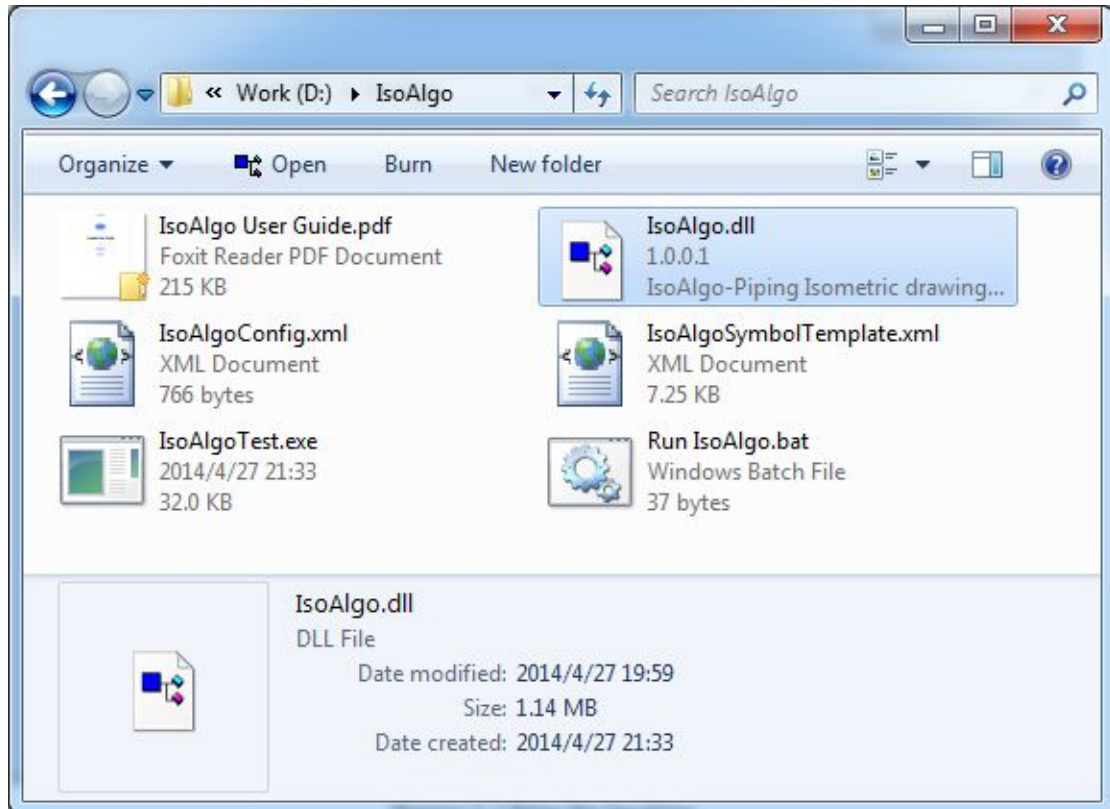 « Work (D:) ▸ IsoAlgo
Search IsoAlgo
Organize ▾ Open Burn New folder
IsoAlgo User Guide.pdf
Foxit Reader PDF Document
215 KB
IsoAlgo.dll
1.0.0.1
IsoAlgo-Piping Isometric drawing...
IsoAlgoConfig.xml
XML Document
766 bytes
IsoAlgoSymbolTemplate.xml
XML Document
7.25 KB
IsoAlgoTest.exe
2014/4/27 21:33
32.0 KB
Run IsoAlgo.bat
Windows Batch File
37 bytes
IsoAlgo.dll
DLL File
Date modified: 2014/4/27 19:59
Size: 1.14 MB
Date created: 2014/4/27 21:33